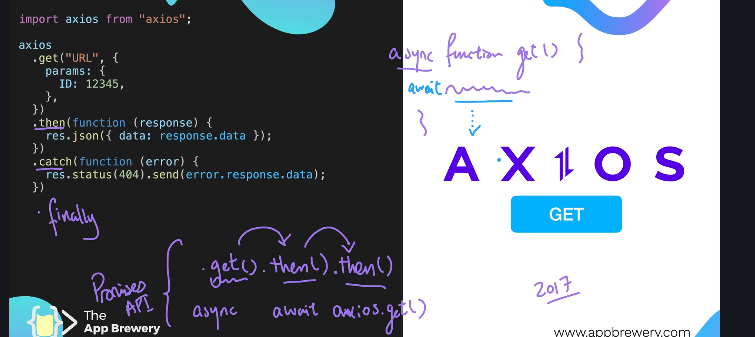 import axios from "axios";
axios
.get("URL", {
params: {
ID: 12345,
},
})
.then(function (response) {
res.json({ data: response.data });
})
.catch(function (error) {
res.status(404).send(error.response.data);
})
. finally
Promises API
.get().then().then()
async await axios.get()
The
App Brewery
async function get() {
await
}
AXIOS
GET
2017
www.appbrewery.com